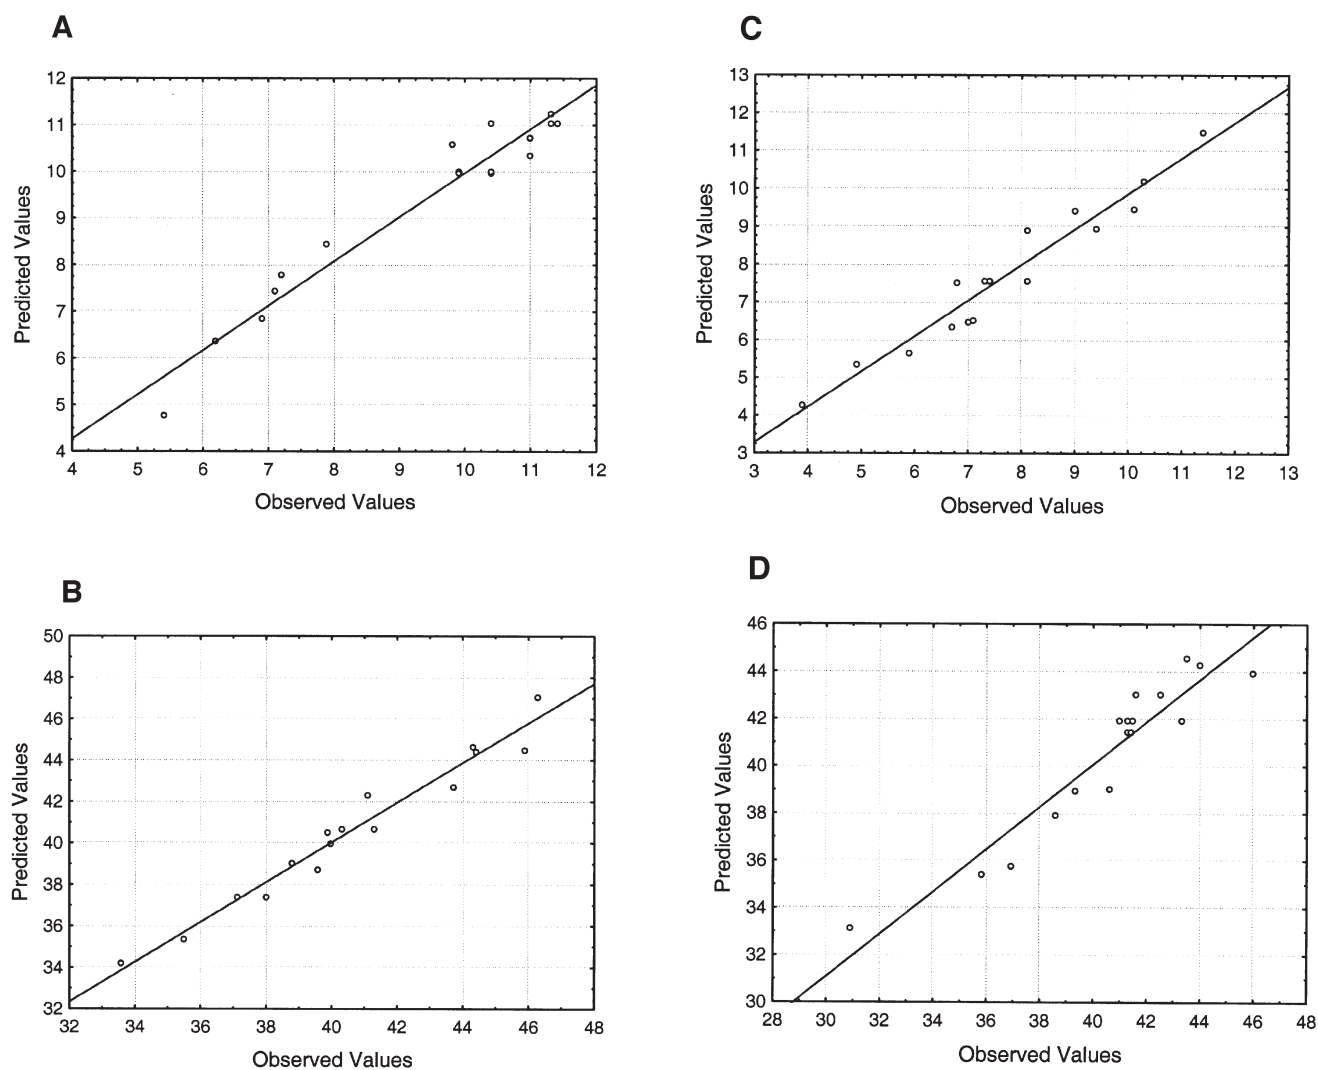 A
12
11
10
9
8
7
6
5
4
4 5 6 7 8 9 10 11 12
Predicted Values
Observed Values
C
13
12
11
10
9
8
7
6
5
4
3
3 4 5 6 7 8 9 10 11 12 13
Predicted Values
Observed Values
B
50
48
46
44
42
40
38
36
34
32
32 34 36 38 40 42 44 46 48
Predicted Values
Observed Values
D
46
44
42
40
38
36
34
32
30
28 30 32 34 36 38 40 42 44 46 48
Predicted Values
Observed Values